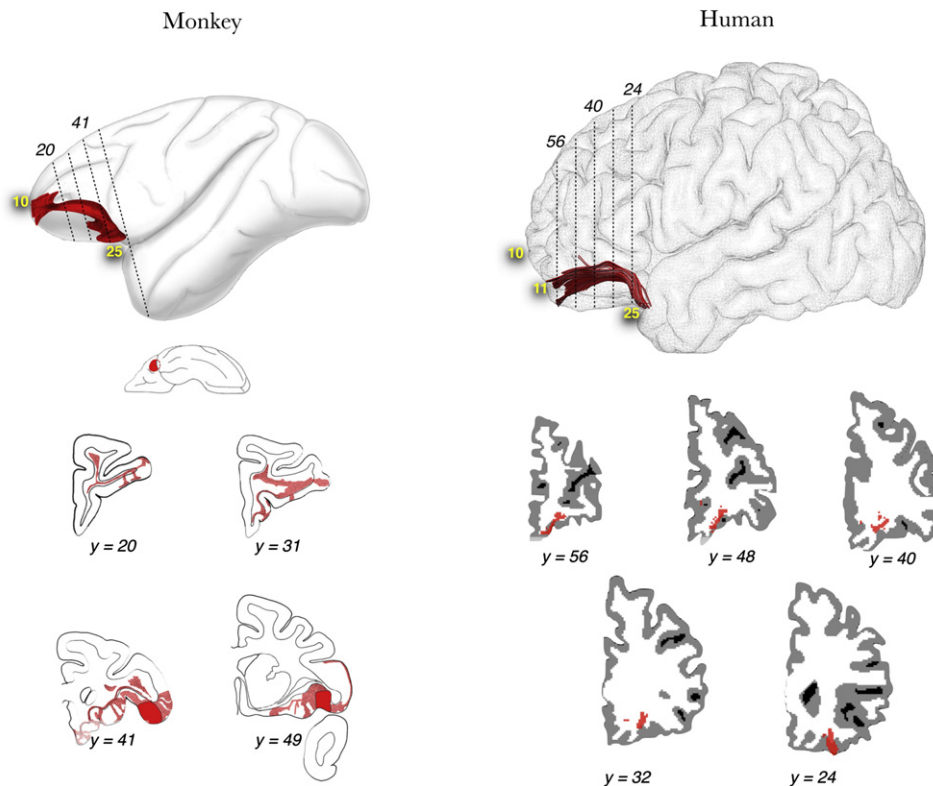 Monkey
Human
41
20
10
25
24
40
56
10
11
25
y = 20
y = 31
y = 56
y = 48
y = 40
y = 41
y = 49
y = 32
y = 24